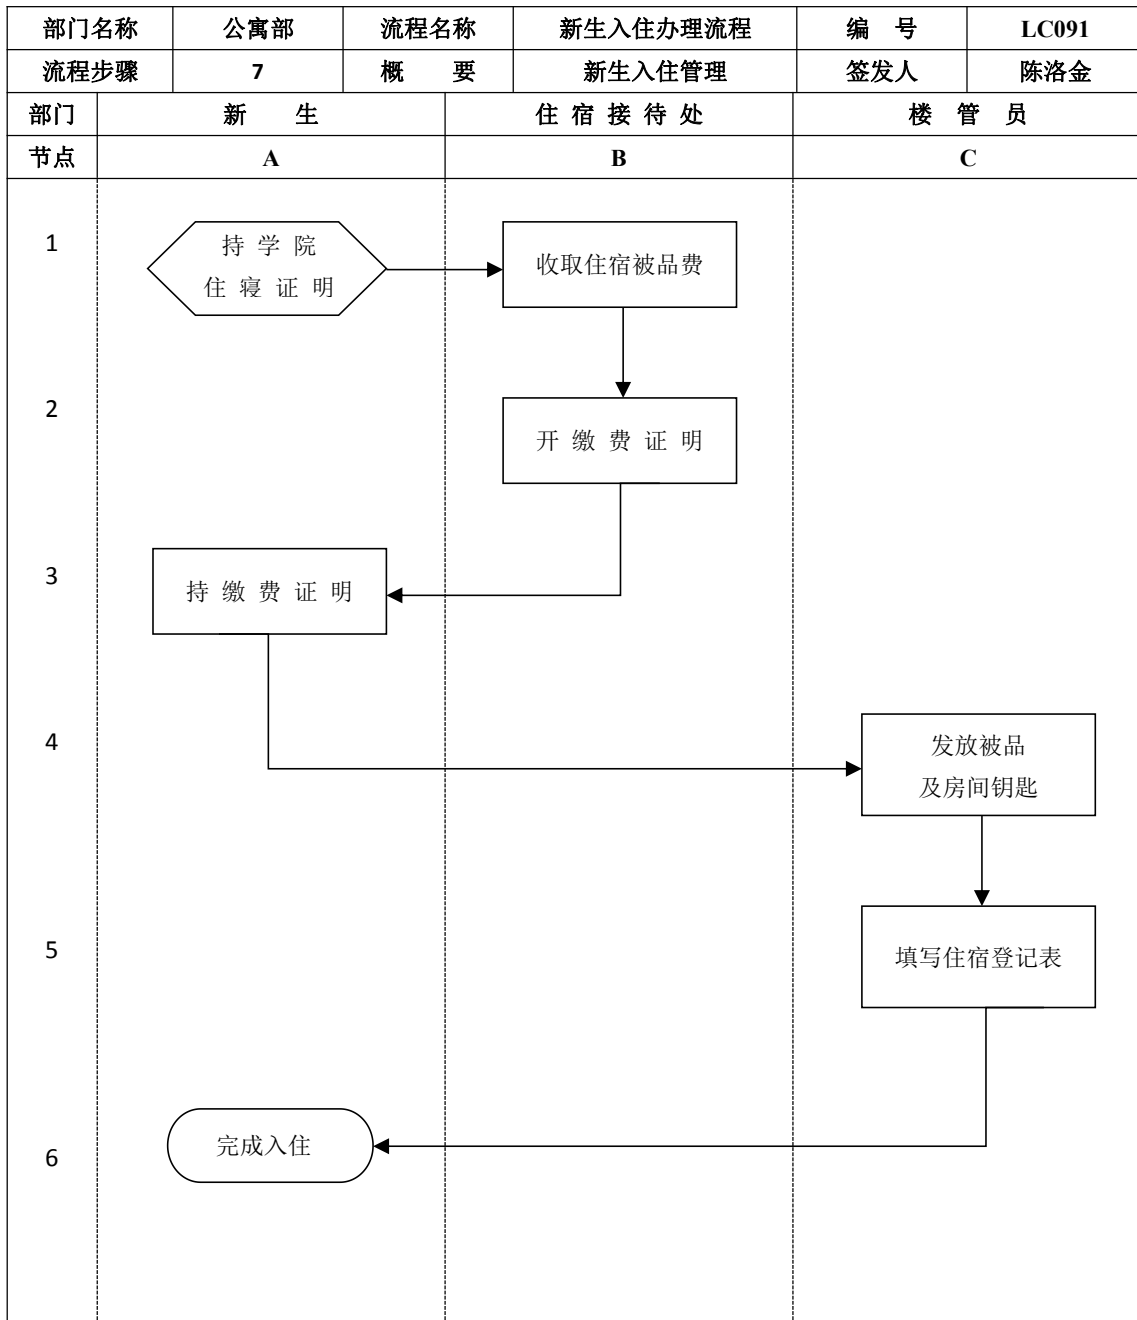 部门名称 公寓部 流程名称 新生入住办理流程 编 号 LC091
流程步骤 7 概 要 新生入住管理 签发人 陈洛金
部门 新 生 住 宿 接 待 处 楼 管 员
节点 A B C
1
持 学 院
住 寝 证 明
收取住宿被品费
2
开 缴 费 证 明
3
持 缴 费 证 明
4
发放被品
及房间钥匙
5
填写住宿登记表
6
完成入住